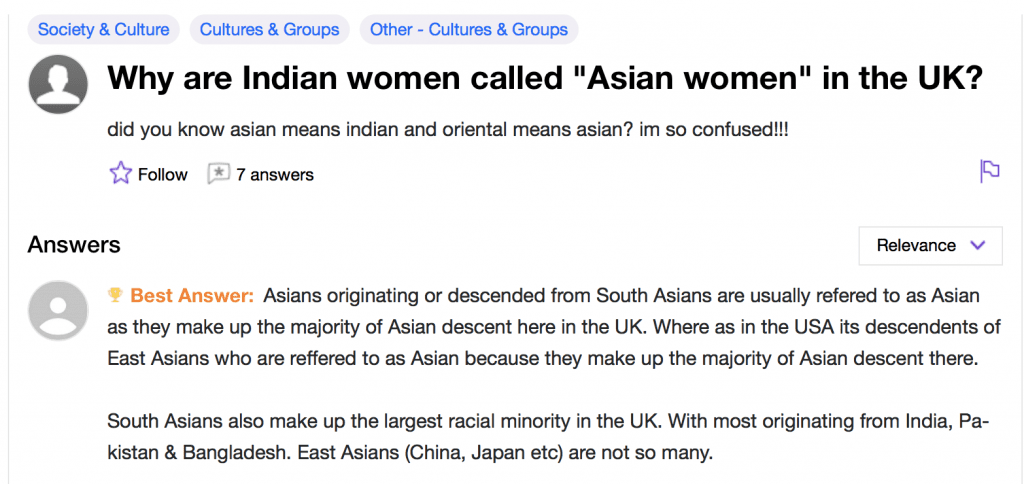 Society & Culture
Cultures & Groups
Other - Cultures & Groups
Why are Indian women called "Asian women" in the UK?
did you know asian means indian and oriental means asian? im so confused!!!
Follow
7 answers
Answers
Relevance
Best Answer: Asians originating or descended from South Asians are usually refered to as Asian
as they make up the majority of Asian descent here in the UK. Where as in the USA its descendents of
East Asians who are reffered to as Asian because they make up the majority of Asian descent there.
South Asians also make up the largest racial minority in the UK. With most originating from India, Pa-
kistan & Bangladesh. East Asians (China, Japan etc) are not so many.